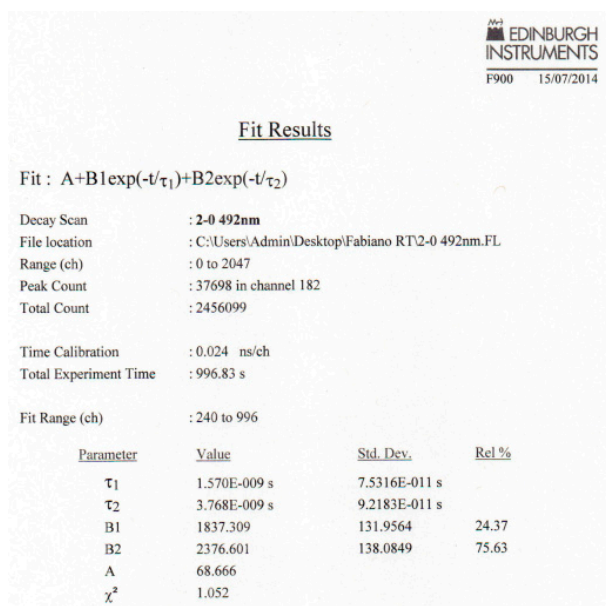 EDINBURGH
INSTRUMENTS
F900 15/07/2014
Fit Results
Fit : A+B1exp(-t/τ1)+B2exp(-t/τ2)
Decay Scan : 2-0 492nm
File location : C:\Users\Admin\Desktop\Fabiano RT\2-0 492nm.FL
Range (ch) : 0 to 2047
Peak Count : 37698 in channel 182
Total Count : 2456099
Time Calibration : 0.024 ns/ch
Total Experiment Time : 996.83 s
Fit Range (ch) : 240 to 996
Parameter Value Std. Dev. Rel %
τ1 1.570E-009 s 7.5316E-011 s
τ2 3.768E-009 s 9.2183E-011 s
B1 1837.309 131.9564 24.37
B2 2376.601 138.0849 75.63
A 68.666
χ² 1.052